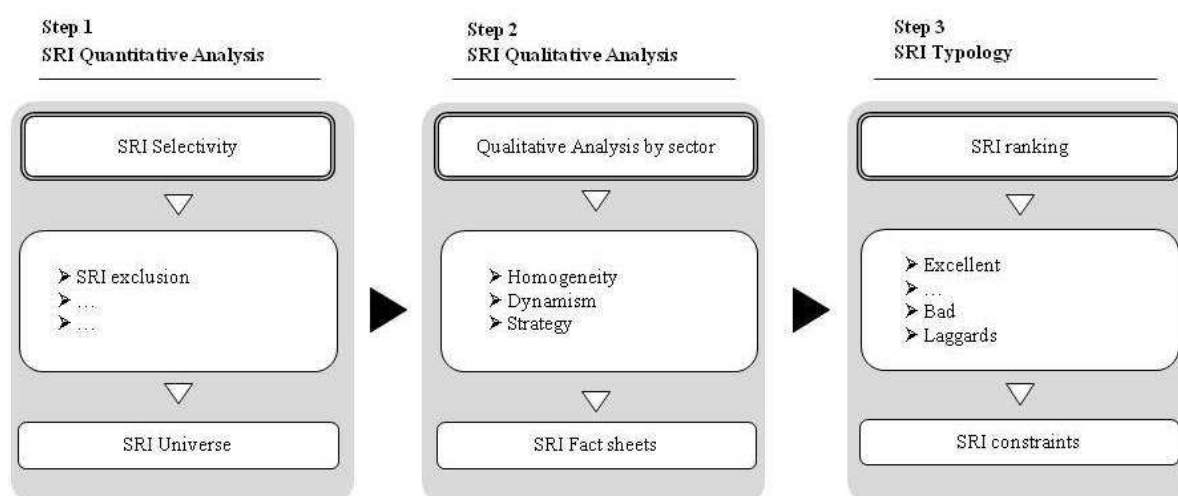 Step 1
SRI Quantitative Analysis
SRI Selectivity
➢ SRI exclusion
➢ …
➢ …
SRI Universe
Step 2
SRI Qualitative Analysis
Qualitative Analysis by sector
➢ Homogeneity
➢ Dynamism
➢ Strategy
SRI Fact sheets
Step 3
SRI Typology
SRI ranking
➢ Excellent
➢ …
➢ Bad
➢ Laggards
SRI constraints